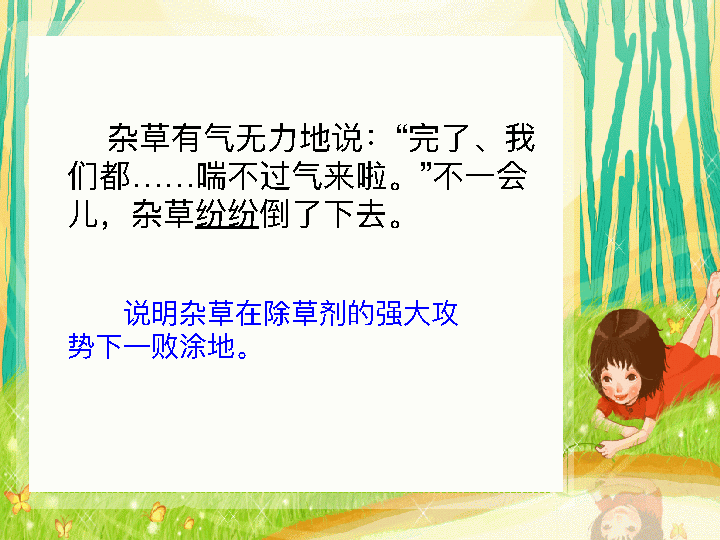 杂草有气无力地说：“完了、我
们都……喘不过气来啦。”不一会
儿，杂草纷纷倒了下去。
说明杂草在除草剂的强大攻
势下一败涂地。